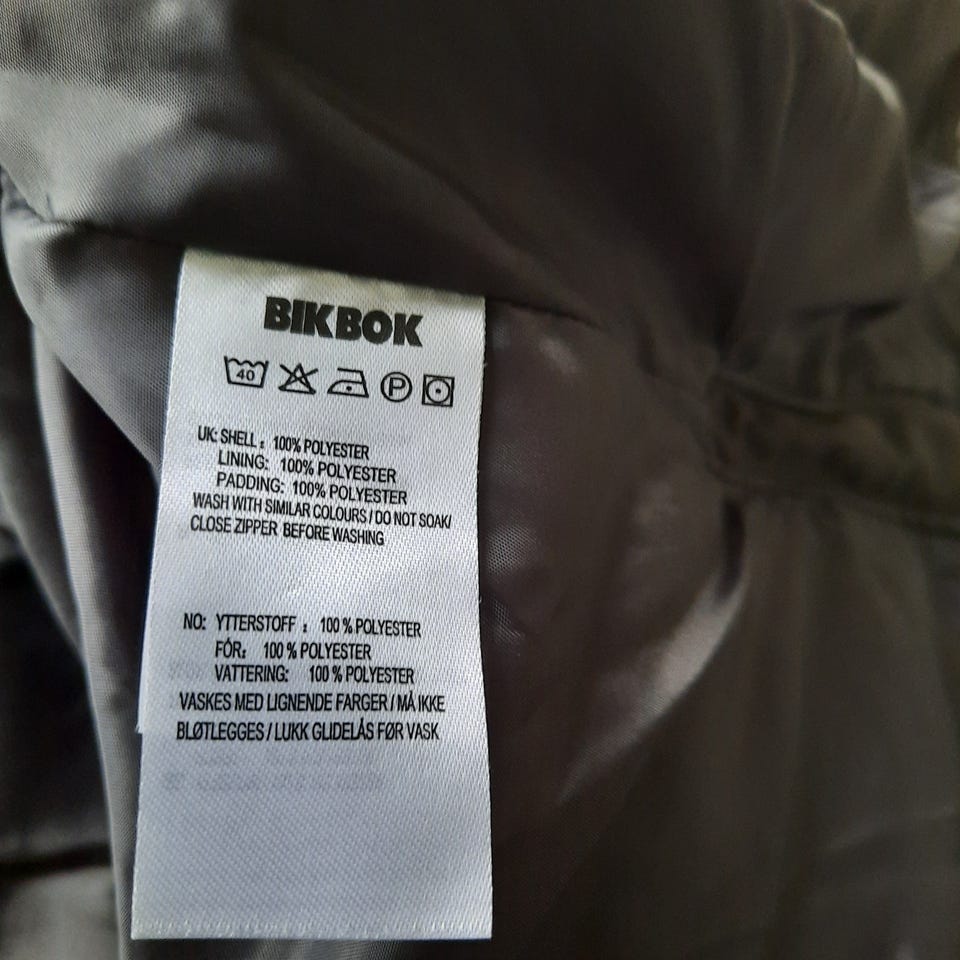 BIKBOK
40 P
UK: SHELL : 100% POLYESTER
LINING: 100% POLYESTER
PADDING: 100% POLYESTER
WASH WITH SIMILAR COLOURS / DO NOT SOAK/
CLOSE ZIPPER BEFORE WASHING
NO: YTTERSTOFF : 100 % POLYESTER
FÓR: 100 % POLYESTER
VATTERING: 100 % POLYESTER
VASKES MED LIGNENDE FARGER / MÅ IKKE
BLØTLEGGES / LUKK GLIDELÅS FØR VASK